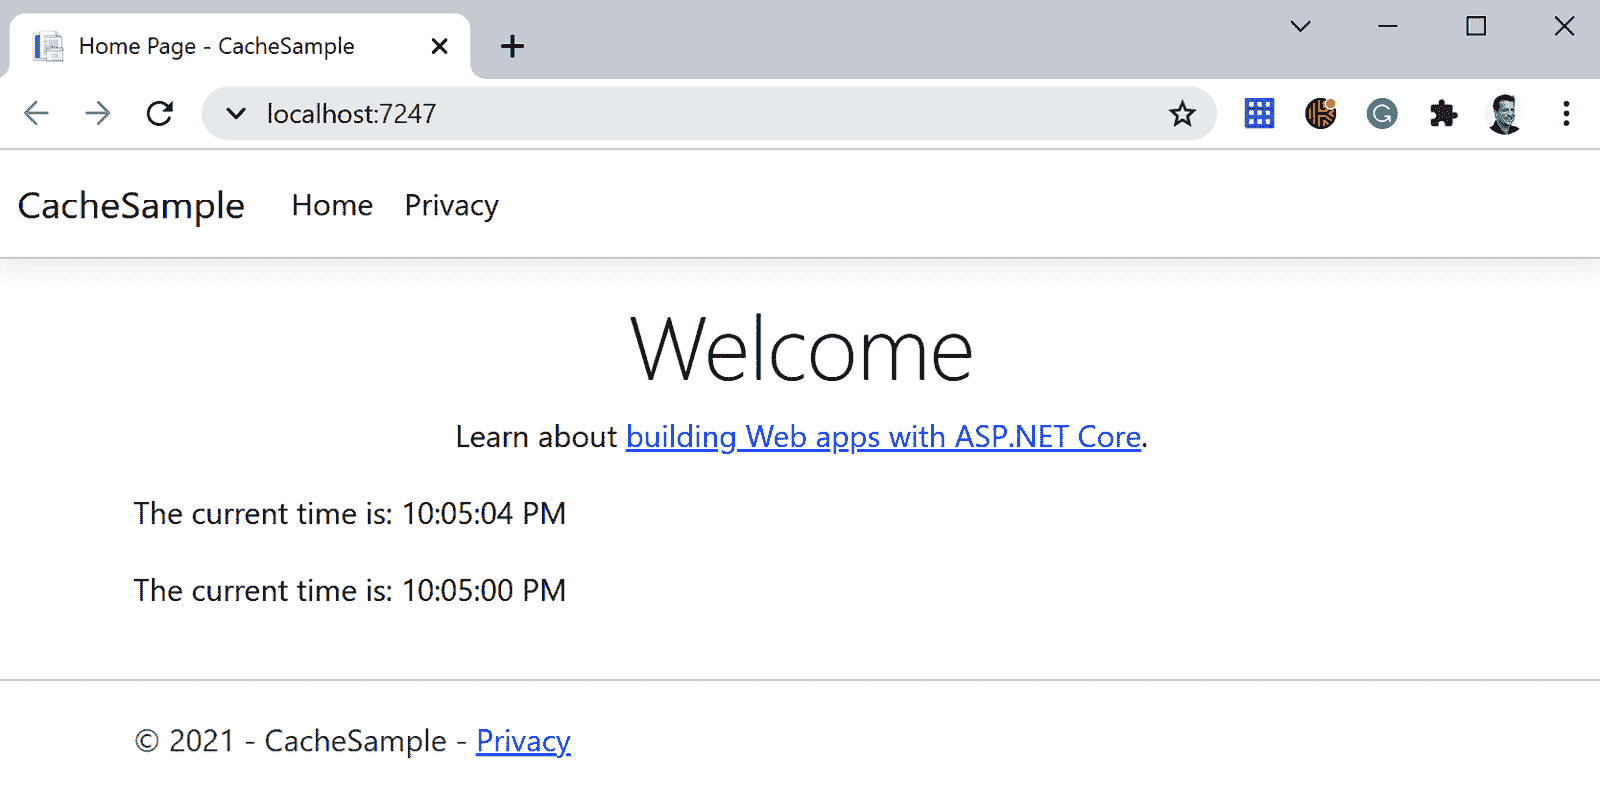 Home Page - CacheSample
localhost:7247
CacheSample Home Privacy
Welcome
Learn about building Web apps with ASP.NET Core.
The current time is: 10:05:04 PM
The current time is: 10:05:00 PM
© 2021 - CacheSample - Privacy